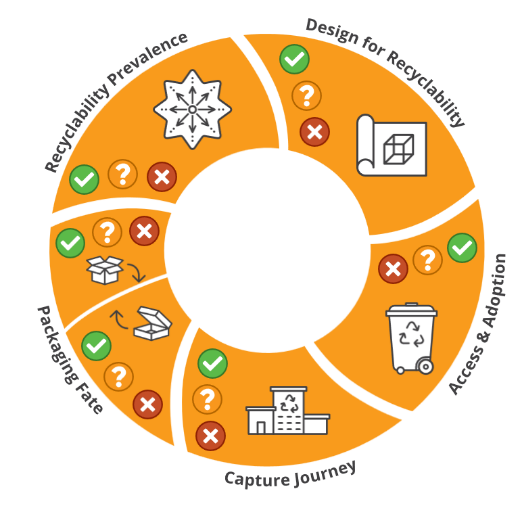 Design for Recyclability
Access & Adoption
Capture Journey
Packaging Fate
Recyclability Prevalence
?
?
?
?
?
?